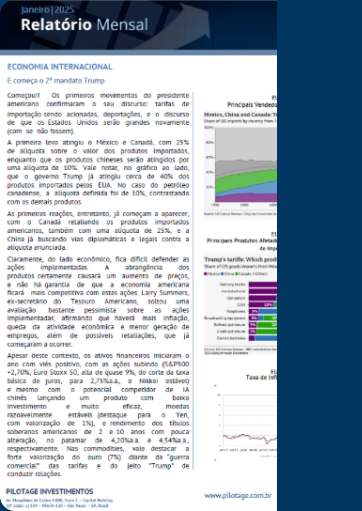 Janeiro|2025
Relatório Mensal
ECONOMIA INTERNACIONAL
E começa o 2º mandato Trump
Começou!! Os primeiros movimentos do presidente
americano confirmaram o seu discurso: tarifas de
importação sendo acionadas, deportações, e o discurso
de que os Estados Unidos serão grandes novamente
(com se não fossem).
A primeira leva atingiu o México e Canadá, com 25%
de alíquota sobre o valor dos produtos importados,
enquanto que os produtos chineses serão atingidos por
uma alíquota de 10%. Vale notar, no gráfico ao lado,
que o governo Trump já atingiu cerca de 40% dos
produtos importados pelos EUA. No caso do petróleo
canadense, a alíquota definida foi de 10%, contrastando
com os demais produtos.
As primeiras reações, entretanto, já começam a aparecer,
com o Canadá retaliando os produtos importados
americanos, também com uma alíquota de 25%, e a
China já buscando vias diplomáticas e legais contra a
alíquota anunciada.
Claramente, do lado econômico, fica difícil defender as
ações implementadas. A abrangência dos
produtos certamente causará um aumento de preços,
e não há garantia de que a economia americana
ficará mais competitiva com estas ações. Larry Summers,
ex-secretário do Tesouro Americano, soltou uma
avaliação bastante pessimista sobre as ações
implementadas, afirmando que haverá mais inflação,
queda da atividade econômica e menor geração de
empregos, além de possíveis retaliações, que já
começaram a ocorrer.
Apesar deste contexto, os ativos financeiros iniciaram o
ano com viés positivo, com as ações subindo (S&P500
+2,70%, Euro Stoxx 50, alta de quase 9%, do corte da taxa
básica de juros, para 2,75%a.a., e Nikkei estável)
e mesmo com o potencial competidor de IA
chinês lançando um produto com baixo
investimento e muito eficaz, moedas
razoavelmente estáveis (destaque para o Yen,
com valorização de 1%), e rendimento dos títulos
soberanos americanos de 2 e 10 anos com pouca
alteração, no patamar de 4,20%a.a. e 4,54%a.a.,
respectivamente. Nas commodities, vale destacar a
forte valorização do ouro (7%) diante da "guerra
comercial" das tarifas e do jeito "Trump" de
conduzir relações.
PILOTAGE INVESTIMENTOS
www.pilotage.com.br
EU
Principais Vendedo
Mexico, China and Canada: T
Share of US imports by country from 1
EU
Principais Produtos Afetad
de Impo
Trump's tariffs: Which prod
Share of US goods imports from Mex
EU
Taxa de Infl